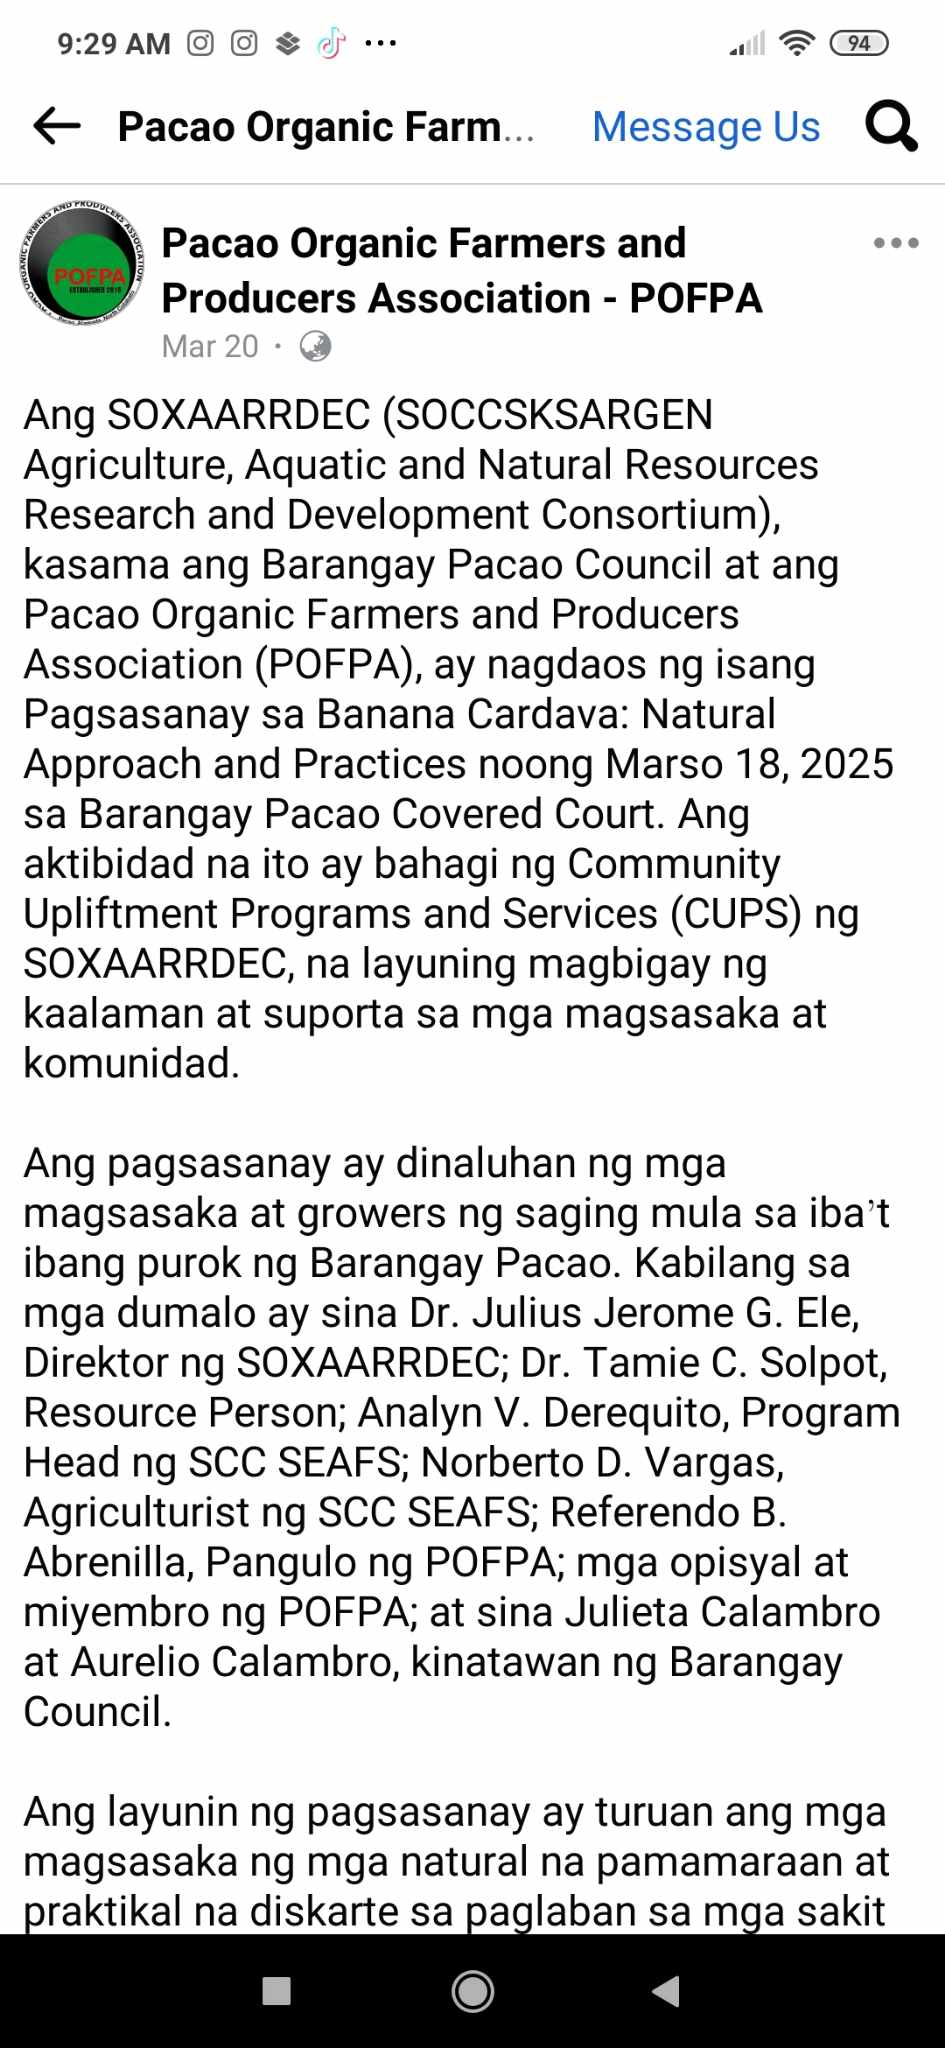 9:29 AM
94
Pacao Organic Farm...
Message Us
PACAO ORGANIC FARMERS AND PRODUCERS ASSOCIATION
POFPA
Pacao Organic Farmers and
Producers Association - POFPA
Mar 20
Ang SOXAARRDEC (SOCCSKSARGEN
Agriculture, Aquatic and Natural Resources
Research and Development Consortium),
kasama ang Barangay Pacao Council at ang
Pacao Organic Farmers and Producers
Association (POFPA), ay nagdaos ng isang
Pagsasanay sa Banana Cardava: Natural
Approach and Practices noong Marso 18, 2025
sa Barangay Pacao Covered Court. Ang
aktibidad na ito ay bahagi ng Community
Upliftment Programs and Services (CUPS) ng
SOXAARRDEC, na layuning magbigay ng
kaalaman at suporta sa mga magsasaka at
komunidad.
Ang pagsasanay ay dinaluhan ng mga
magsasaka at growers ng saging mula sa iba’t
ibang purok ng Barangay Pacao. Kabilang sa
mga dumalo ay sina Dr. Julius Jerome G. Ele,
Direktor ng SOXAARRDEC; Dr. Tamie C. Solpot,
Resource Person; Analyn V. Derequito, Program
Head ng SCC SEAFS; Norberto D. Vargas,
Agriculturist ng SCC SEAFS; Referendo B.
Abrenilla, Pangulo ng POFPA; mga opisyal at
miyembro ng POFPA; at sina Julieta Calambro
at Aurelio Calambro, kinatawan ng Barangay
Council.
Ang layunin ng pagsasanay ay turuan ang mga
magsasaka ng mga natural na pamamaraan at
praktikal na diskarte sa paglaban sa mga sakit